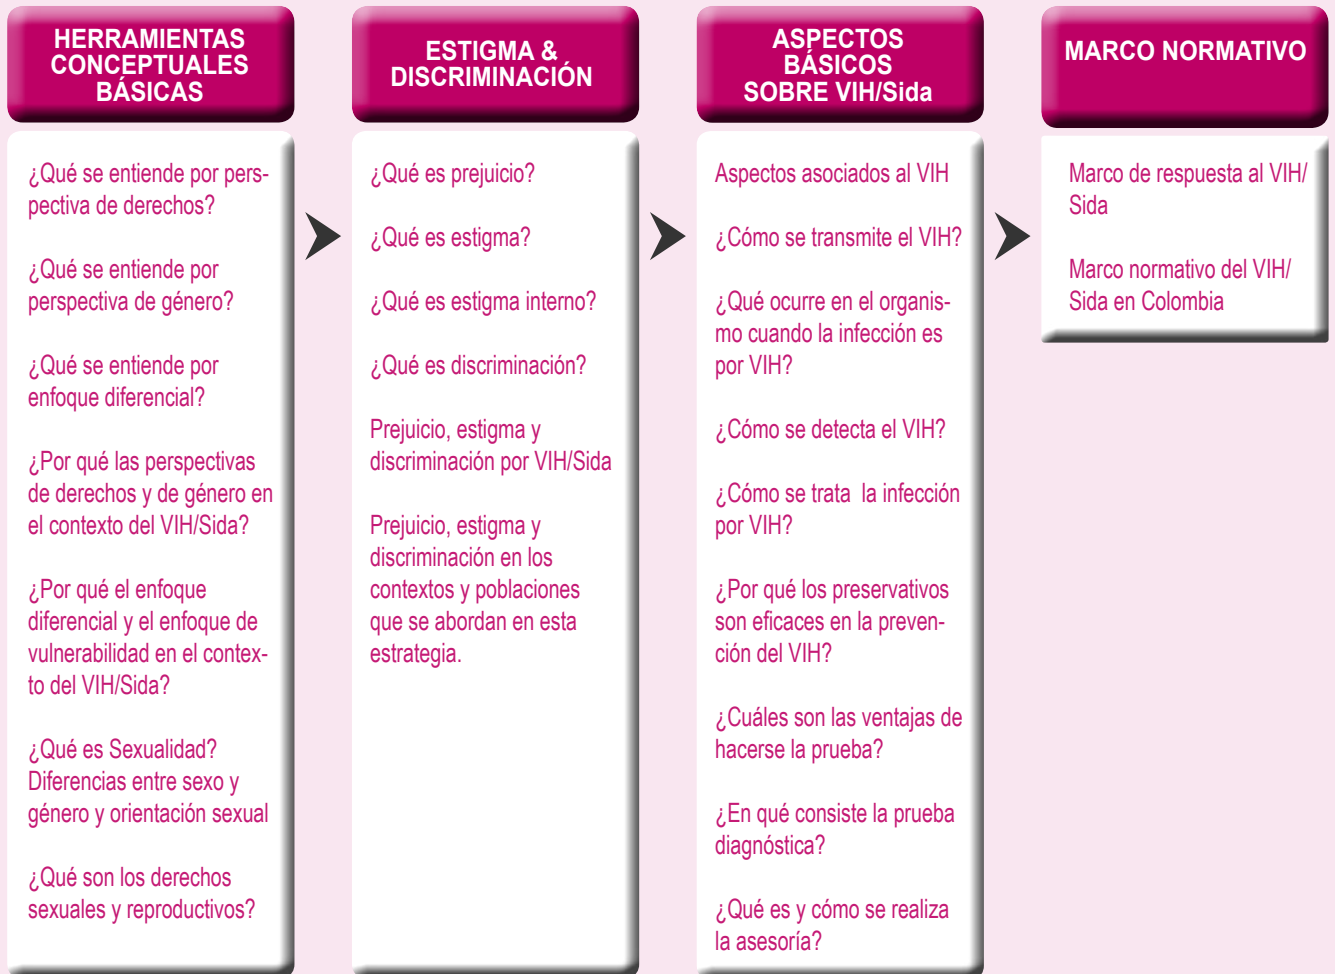 HERRAMIENTAS
CONCEPTUALES
BÁSICAS
¿Qué se entiende por pers-
pectiva de derechos?
¿Qué se entiende por
perspectiva de género?
¿Qué se entiende por
enfoque diferencial?
¿Por qué las perspectivas
de derechos y de género en
el contexto del VIH/Sida?
¿Por qué el enfoque
diferencial y el enfoque de
vulnerabilidad en el contex-
to del VIH/Sida?
¿Qué es Sexualidad?
Diferencias entre sexo y
género y orientación sexual
¿Qué son los derechos
sexuales y reproductivos?
ESTIGMA &
DISCRIMINACIÓN
¿Qué es prejuicio?
¿Qué es estigma?
¿Qué es estigma interno?
¿Qué es discriminación?
Prejuicio, estigma y
discriminación por VIH/Sida
Prejuicio, estigma y
discriminación en los
contextos y poblaciones
que se abordan en esta
estrategia.
ASPECTOS
BÁSICOS
SOBRE VIH/Sida
Aspectos asociados al VIH
¿Cómo se transmite el VIH?
¿Qué ocurre en el organis-
mo cuando la infección es
por VIH?
¿Cómo se detecta el VIH?
¿Cómo se trata  la infección
por VIH?
¿Por qué los preservativos
son eficaces en la preven-
ción del VIH?
¿Cuáles son las ventajas de
hacerse la prueba?
¿En qué consiste la prueba
diagnóstica?
¿Qué es y cómo se realiza
la asesoría?
MARCO NORMATIVO
Marco de respuesta al VIH/
Sida
Marco normativo del VIH/
Sida en Colombia